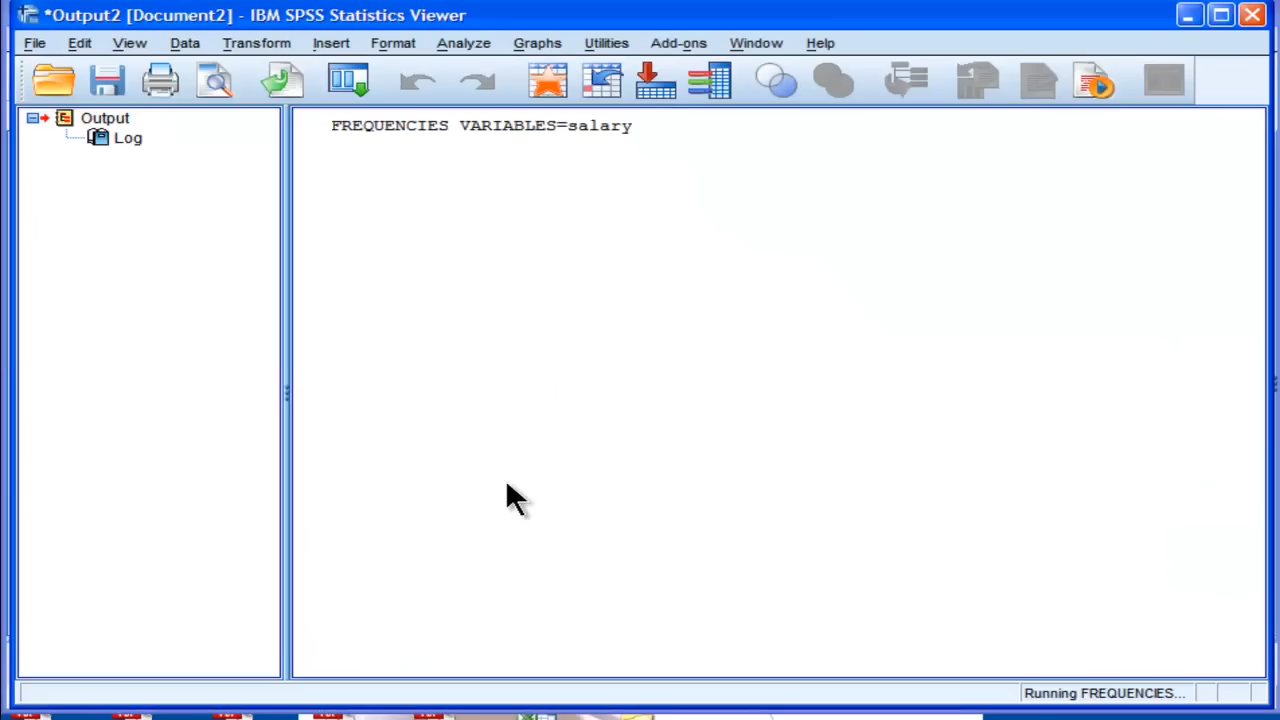 *Output2 [Document2] - IBM SPSS Statistics Viewer
File Edit View Data Transform Insert Format Analyze Graphs Utilities Add-ons Window Help
Output
Log
FREQUENCIES VARIABLES=salary
Running FREQUENCIES...